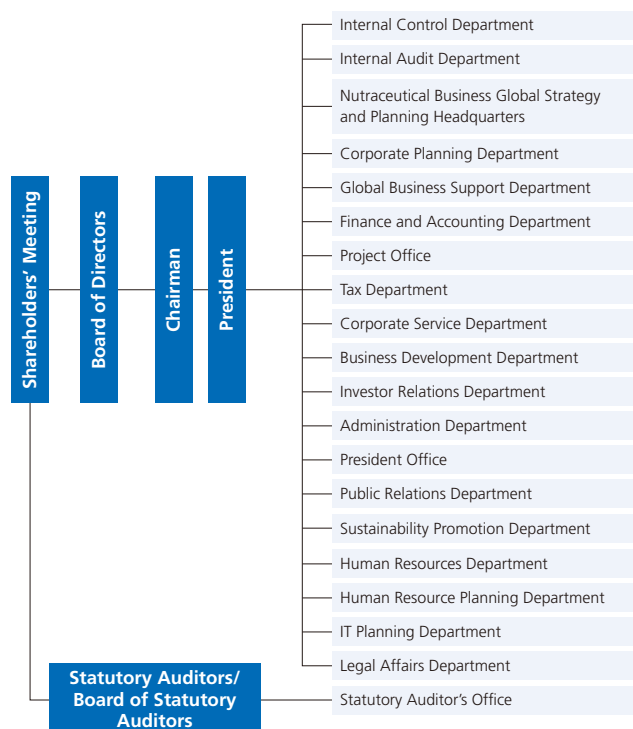 Shareholders' Meeting
Board of Directors
Chairman
President
Internal Control Department
Internal Audit Department
Nutraceutical Business Global Strategy
and Planning Headquarters
Corporate Planning Department
Global Business Support Department
Finance and Accounting Department
Project Office
Tax Department
Corporate Service Department
Business Development Department
Investor Relations Department
Administration Department
President Office
Public Relations Department
Sustainability Promotion Department
Human Resources Department
Human Resource Planning Department
IT Planning Department
Legal Affairs Department
Statutory Auditors/
Board of Statutory
Auditors
Statutory Auditor's Office